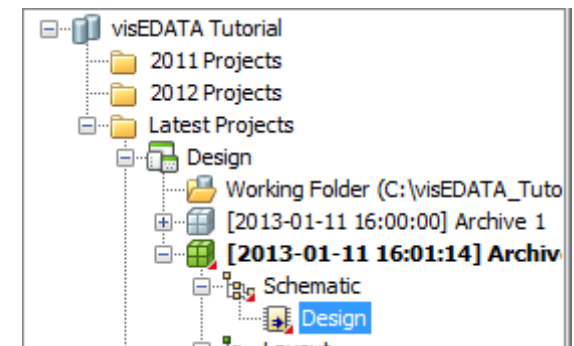 visEDATA Tutorial
2011 Projects
2012 Projects
Latest Projects
Design
Working Folder (C:\visEDATA_Tuto
[2013-01-11 16:00:00] Archive 1
[2013-01-11 16:01:14] Archiv
Schematic
Design
Layout